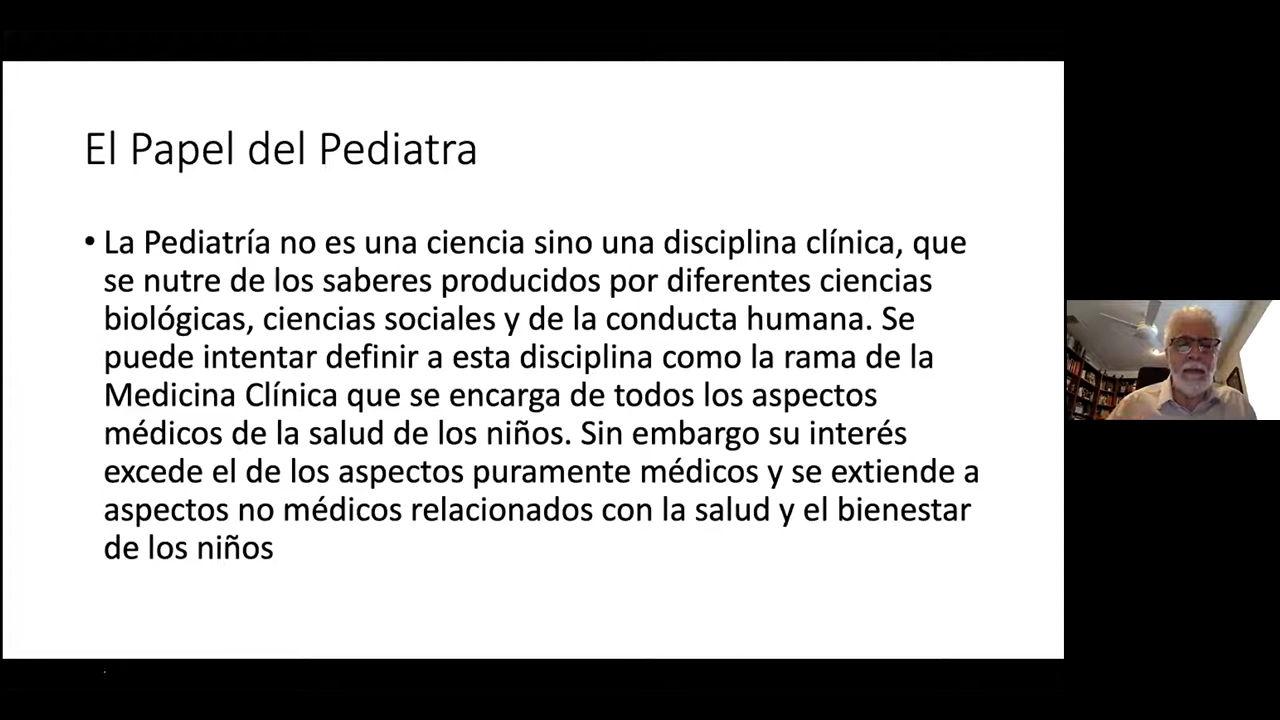 El Papel del Pediatra
• La Pediatría no es una ciencia sino una disciplina clínica, que
se nutre de los saberes producidos por diferentes ciencias
biológicas, ciencias sociales y de la conducta humana. Se
puede intentar definir a esta disciplina como la rama de la
Medicina Clínica que se encarga de todos los aspectos
médicos de la salud de los niños. Sin embargo su interés
excede el de los aspectos puramente médicos y se extiende a
aspectos no médicos relacionados con la salud y el bienestar
de los niños